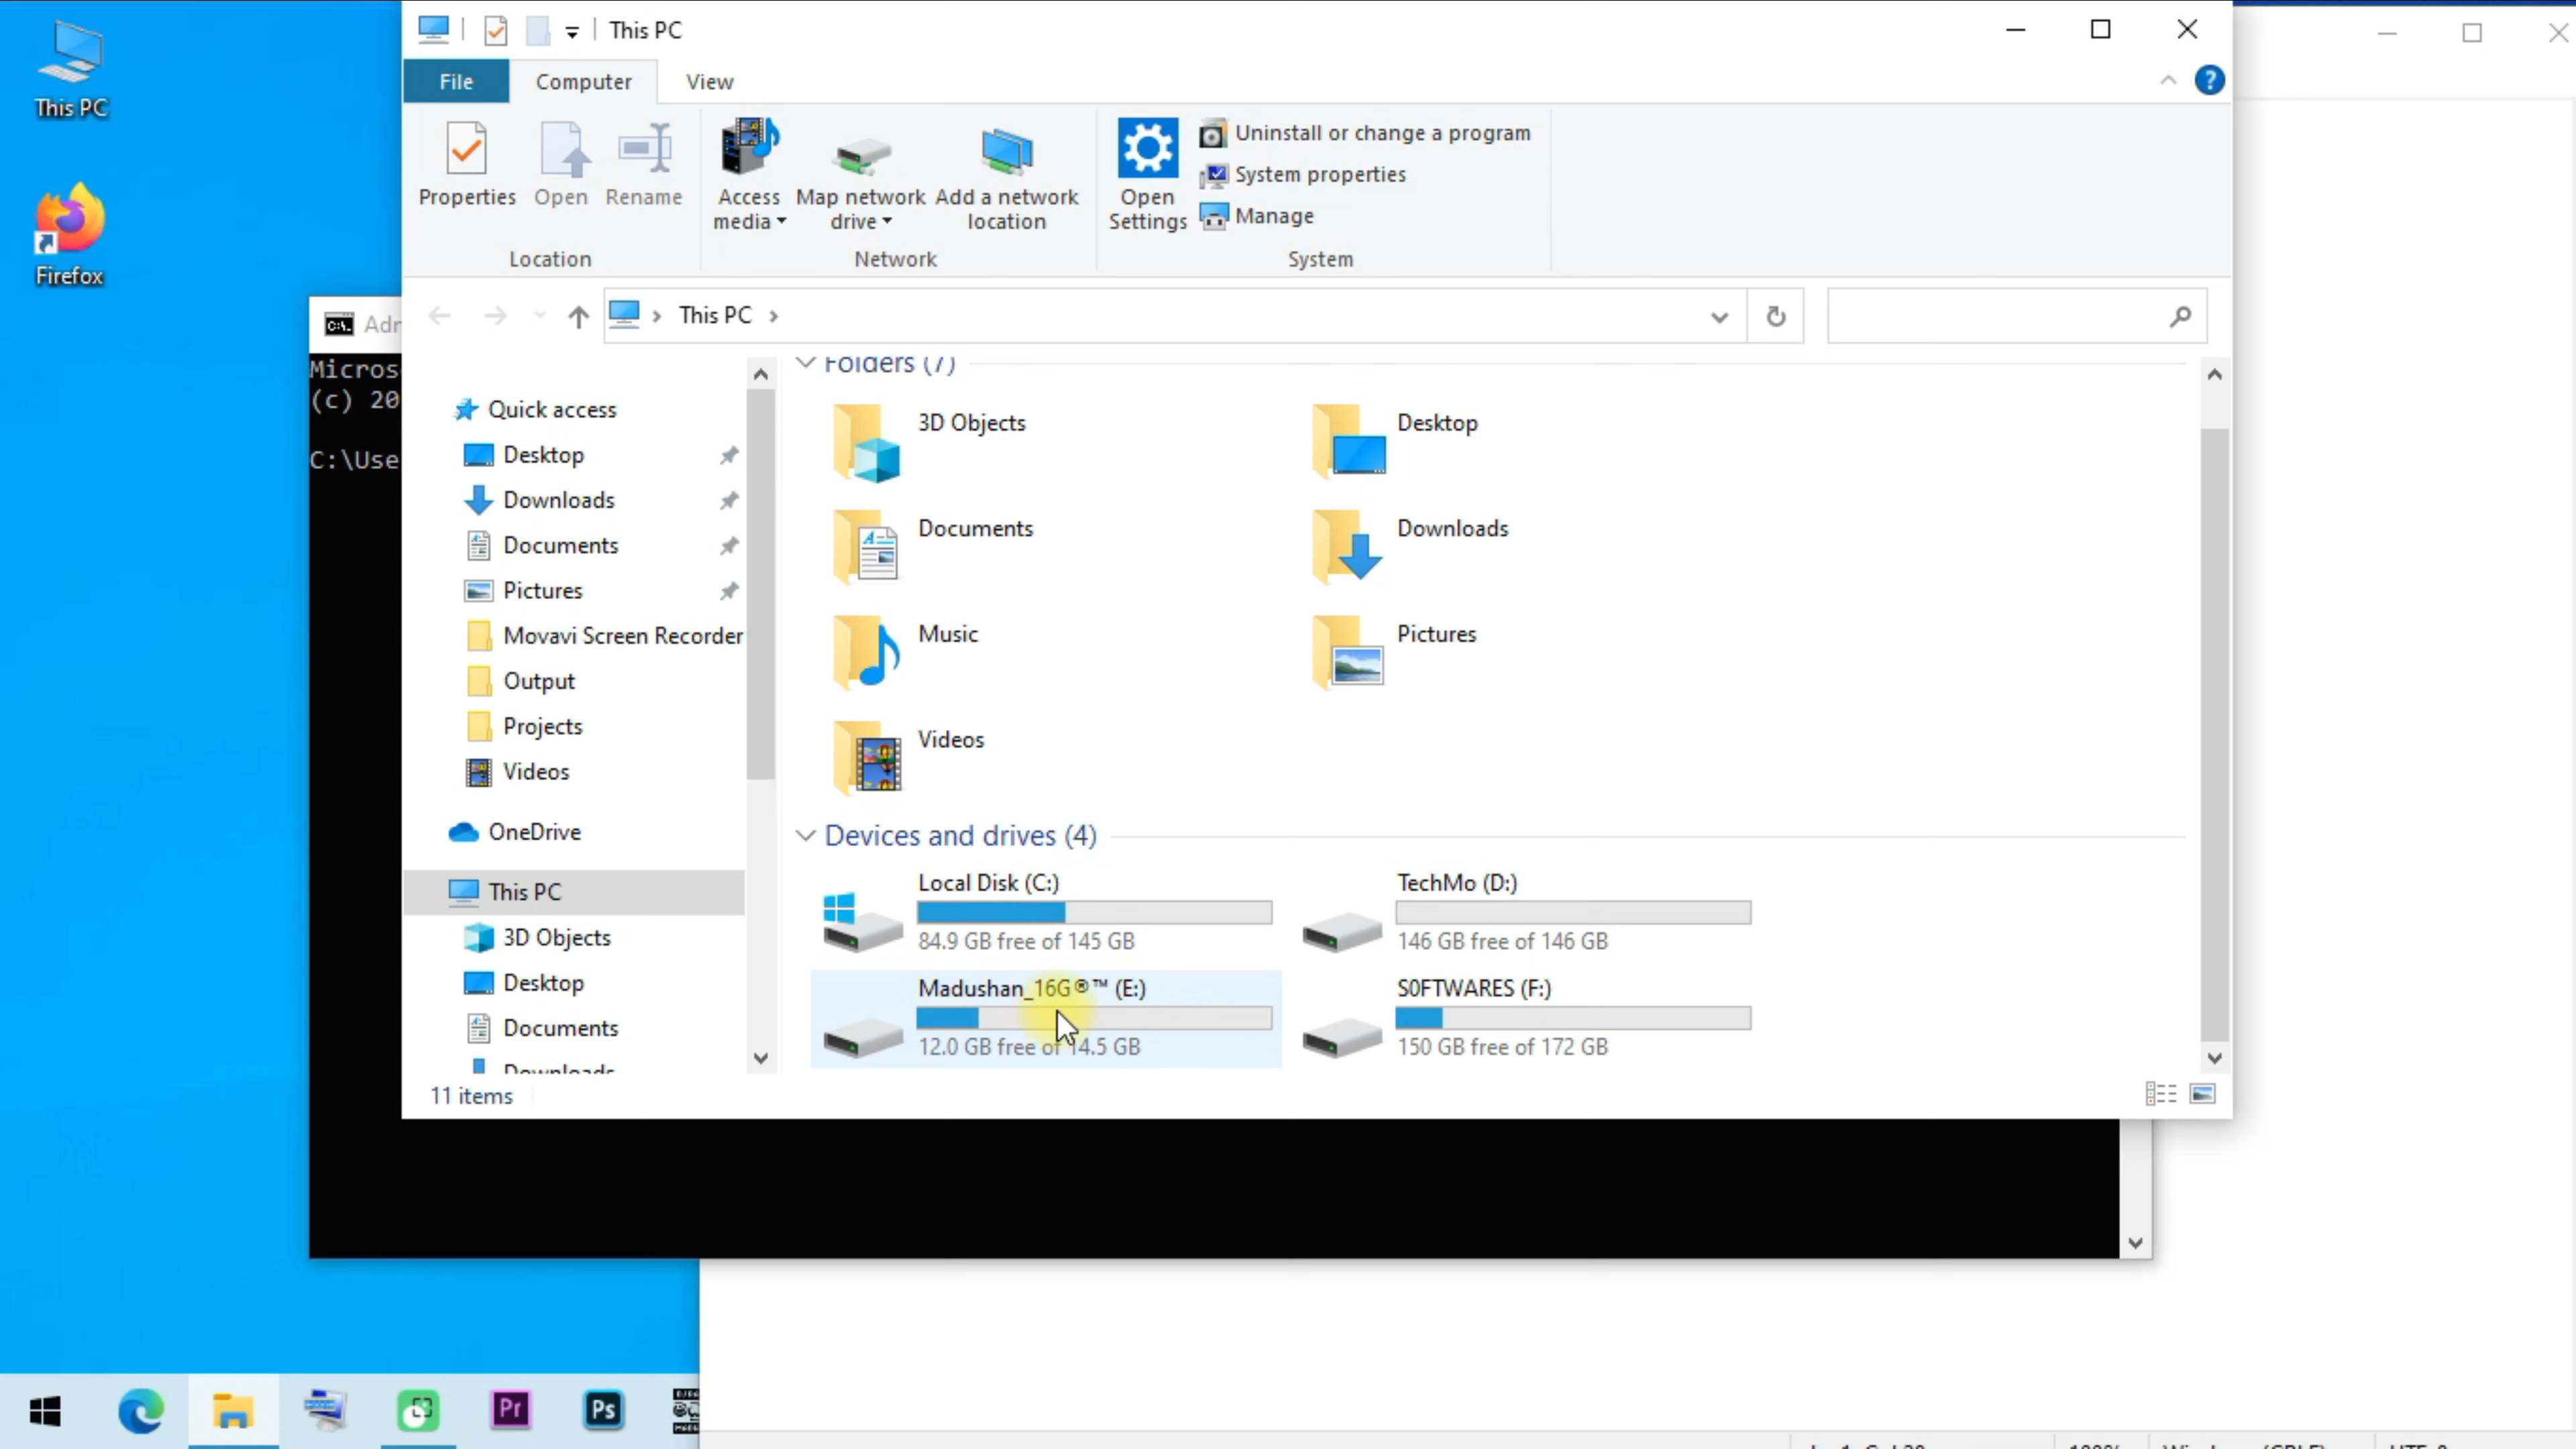 This PC
Firefox
This PC
File
Computer
View
Properties
Open
Rename
Access media
Map network drive
Add a network location
Open Settings
Uninstall or change a program
System properties
Manage
Location
Network
System
This PC
Micros
(c) 20
C:\Use
Quick access
Desktop
Downloads
Documents
Pictures
Movavi Screen Recorder
Output
Projects
Videos
OneDrive
This PC
3D Objects
Desktop
Documents
Downloads
Folders (7)
3D Objects
Desktop
Documents
Downloads
Music
Pictures
Videos
Devices and drives (4)
Local Disk (C:)
84.9 GB free of 145 GB
TechMo (D:)
146 GB free of 146 GB
Madushan_16G®™ (E:)
12.0 GB free of 14.5 GB
S0FTWARES (F:)
150 GB free of 172 GB
11 items
Pr
Ps